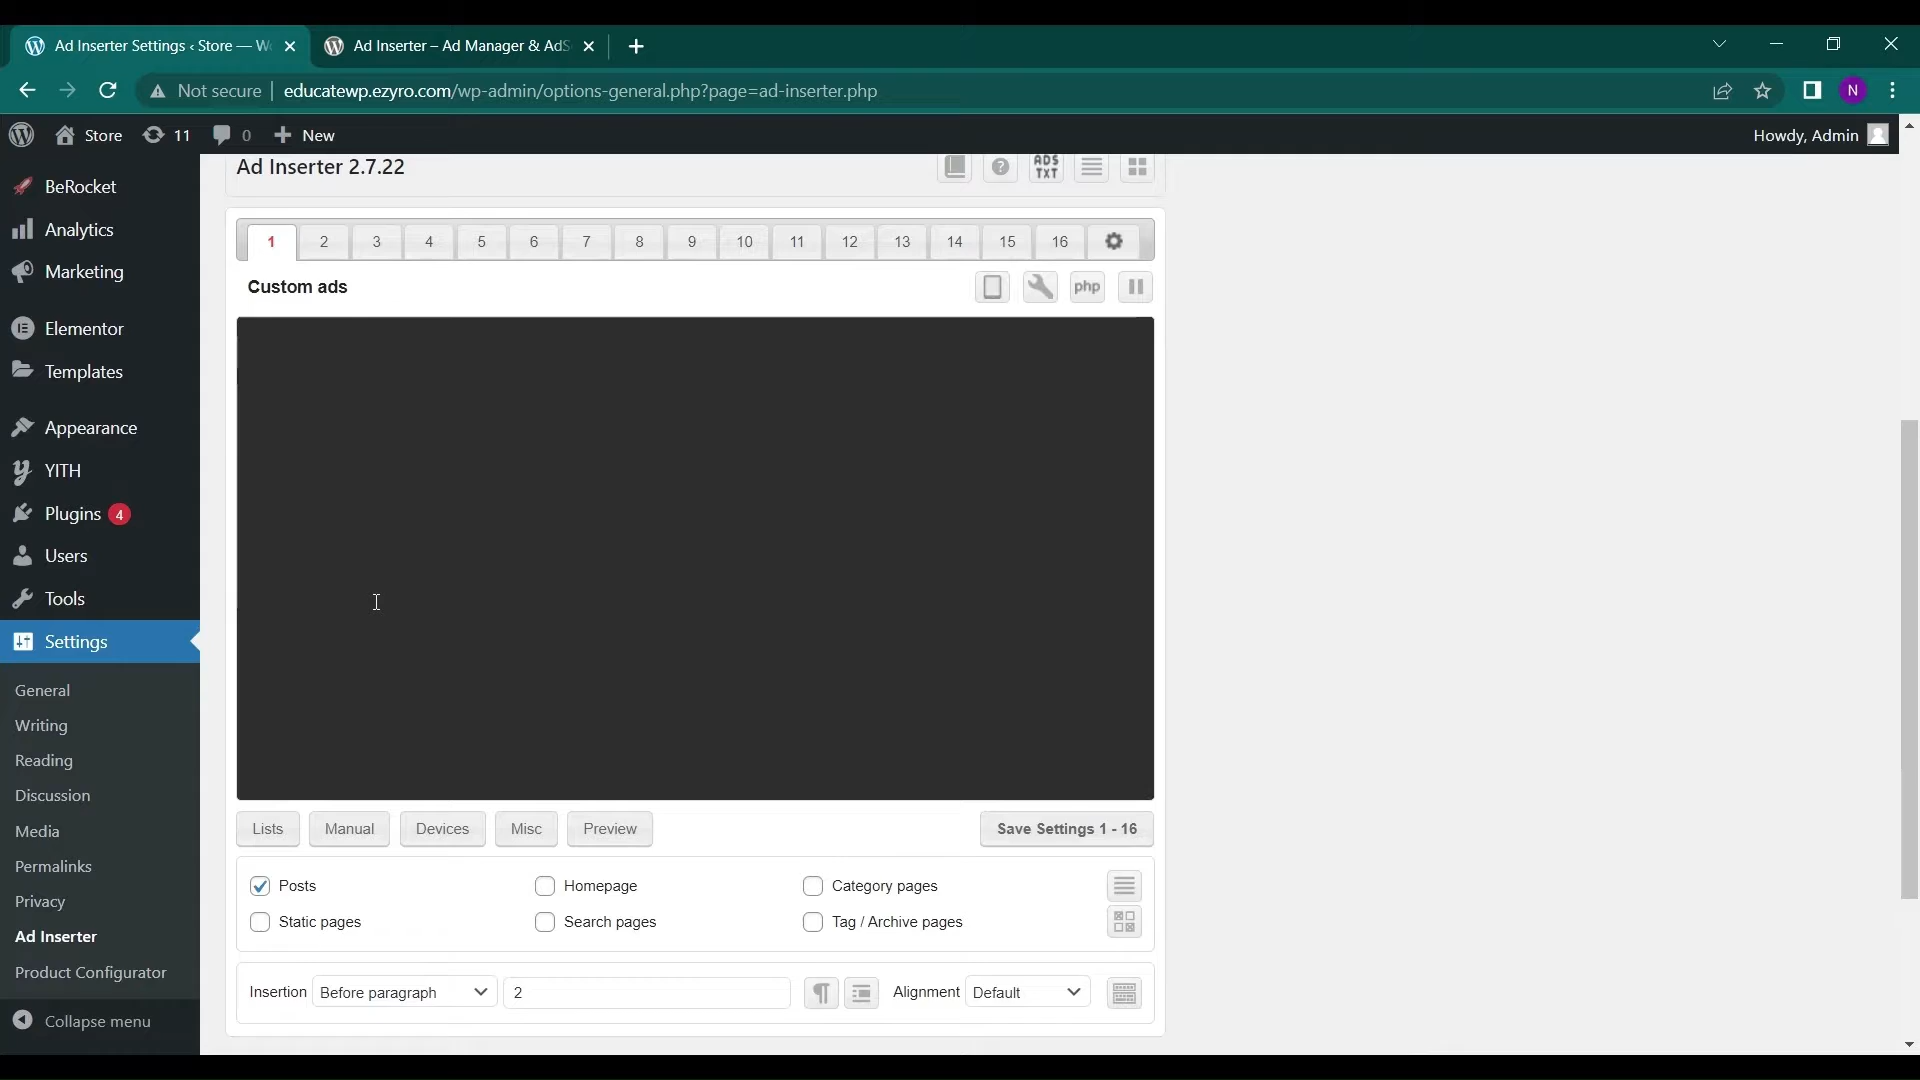 Ad Inserter Settings ‹ Store — W
Ad Inserter – Ad Manager & AdS
Not secure
educatewp.ezyro.com/wp-admin/options-general.php?page=ad-inserter.php
N
Store
11
0
New
Howdy, Admin
BeRocket
Analytics
Marketing
Elementor
Templates
Appearance
YITH
Plugins 4
Users
Tools
Settings
General
Writing
Reading
Discussion
Media
Permalinks
Privacy
Ad Inserter
Product Configurator
Collapse menu
Ad Inserter 2.7.22
?
ADS
TXT
1 2 3 4 5 6 7 8 9 10 11 12 13 14 15 16
Custom ads
php
Lists Manual Devices Misc Preview Save Settings 1 - 16
Posts Homepage Category pages
Static pages Search pages Tag / Archive pages
Insertion Before paragraph 2 Alignment Default